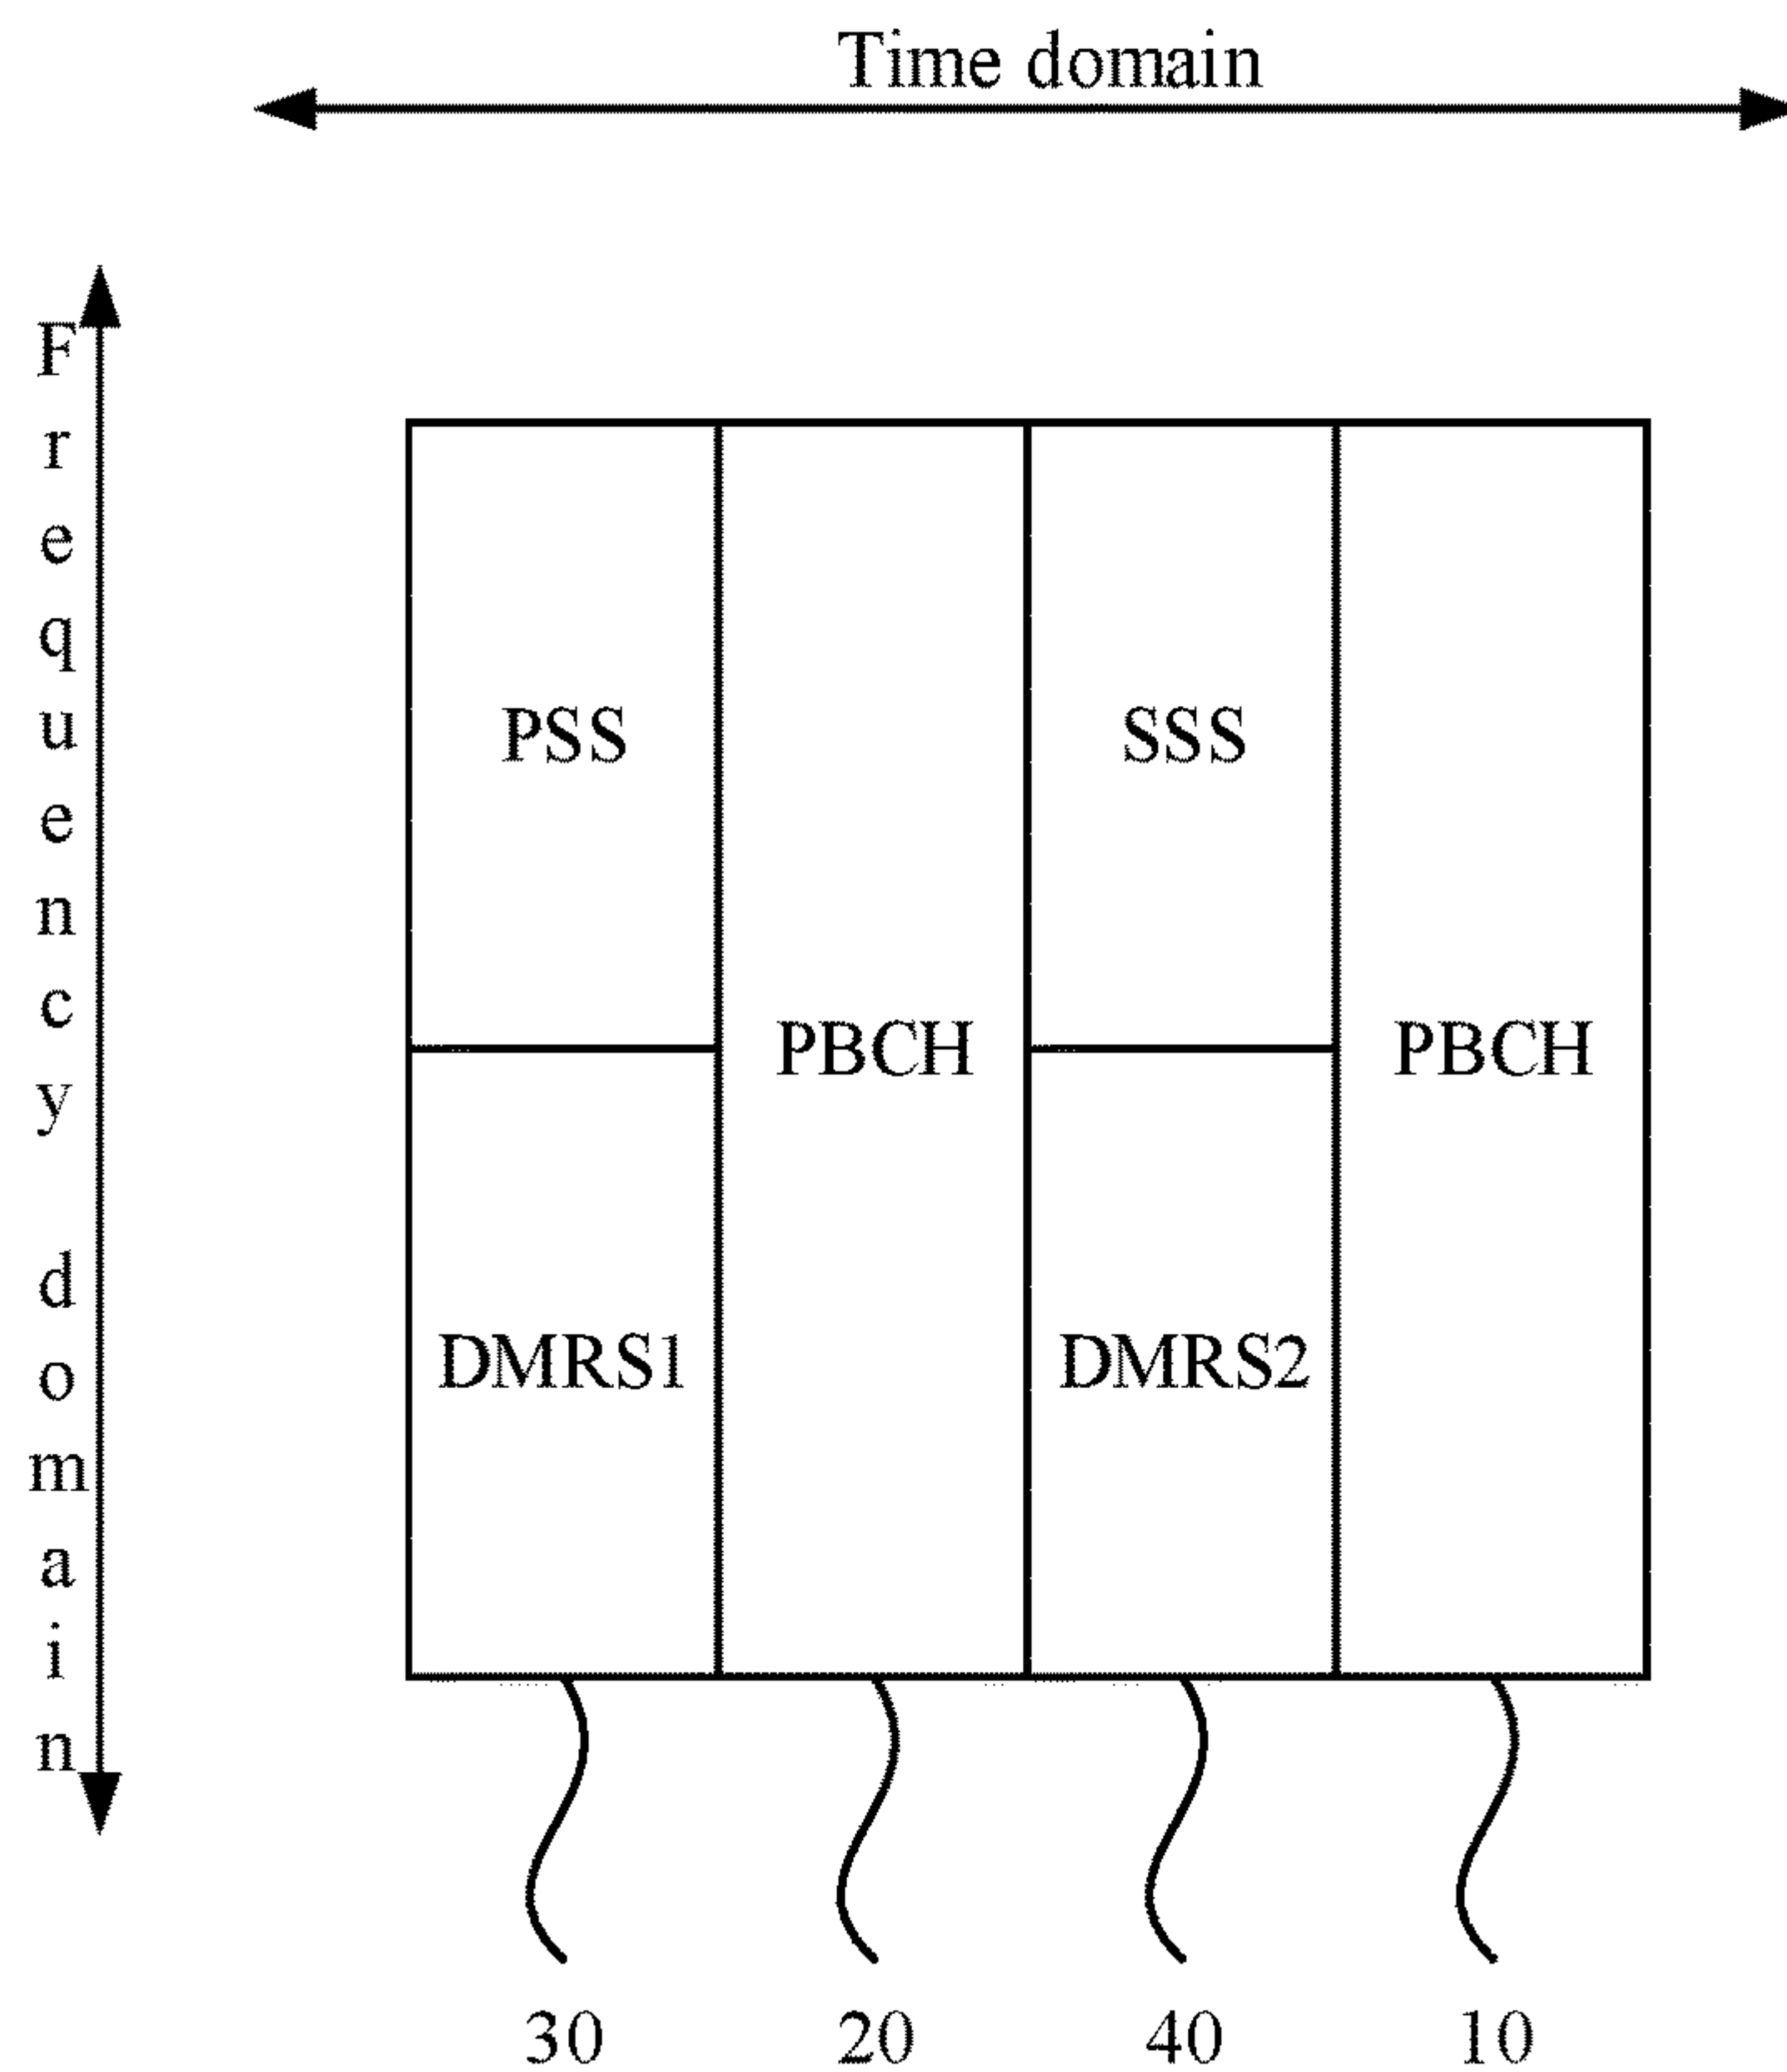 Time domain
Frequency domain
PSS
SSS
PBCH
PBCH
DMRS1
DMRS2
30
20
40
10